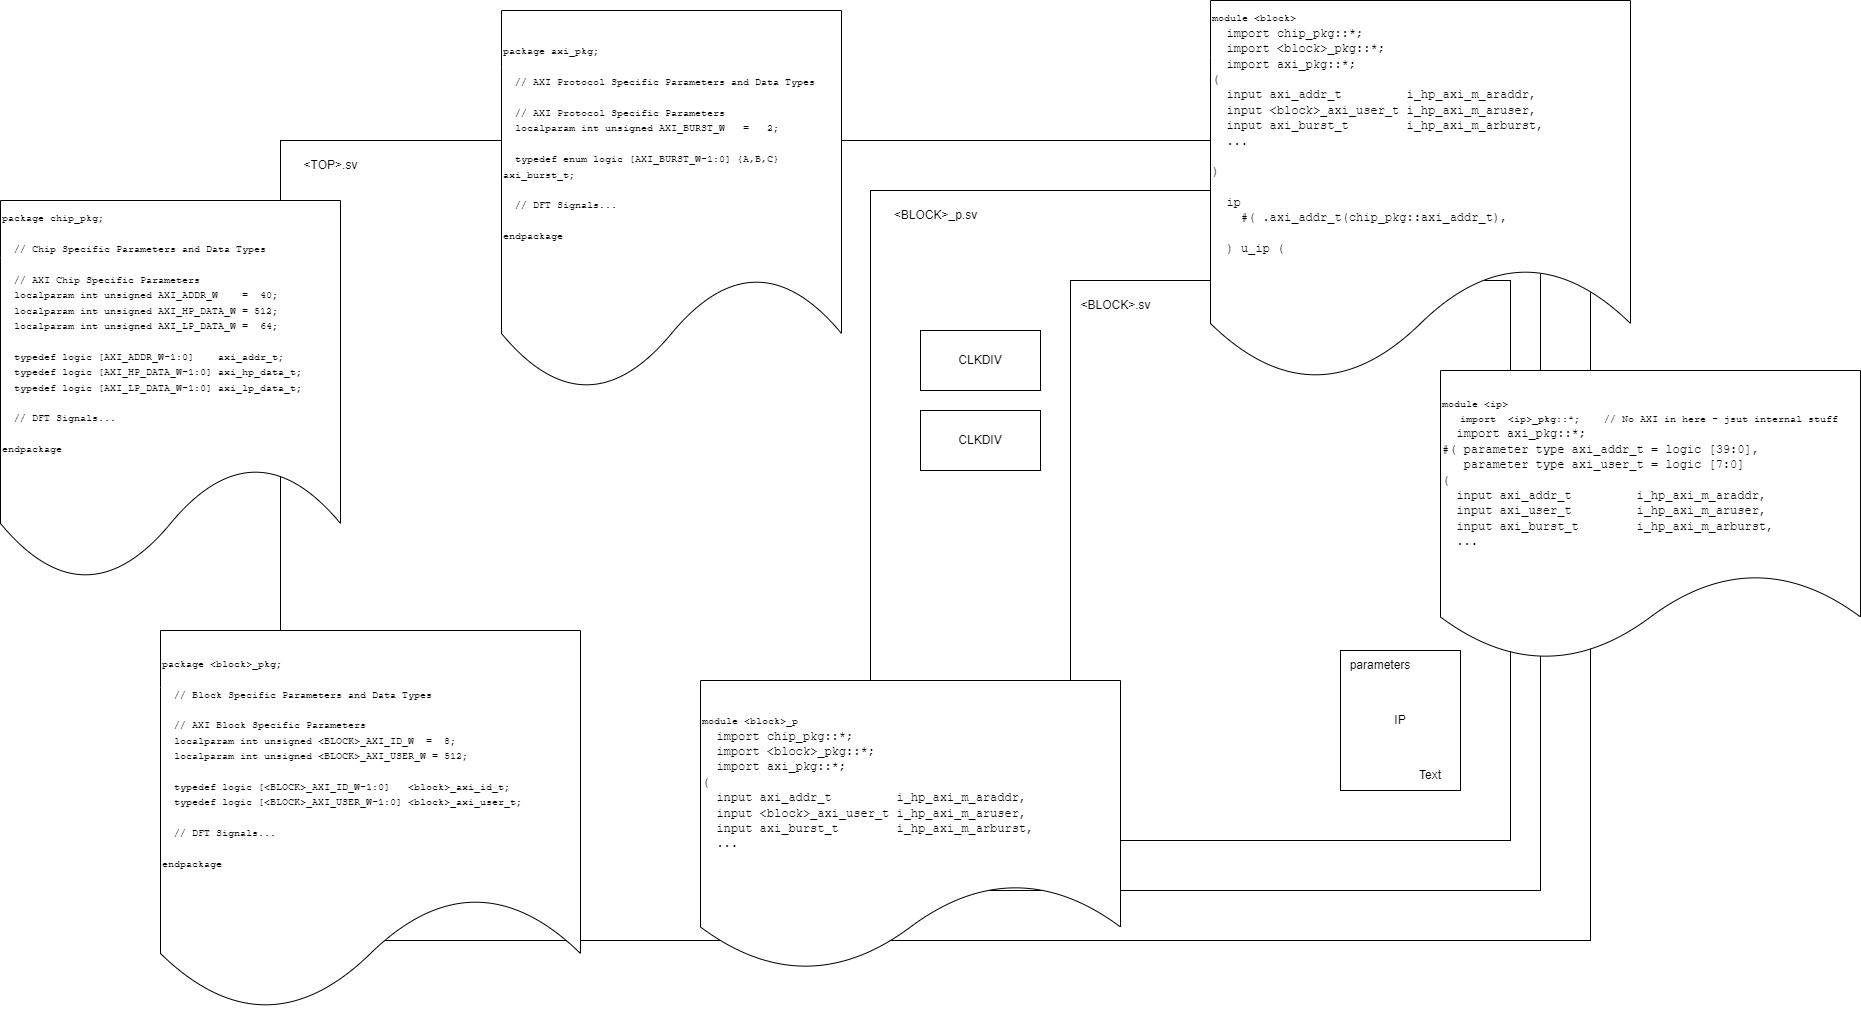 package axi_pkg;
// AXI Protocol Specific Parameters and Data Types
// AXI Protocol Specific Parameters
localparam int unsigned AXI_BURST_W   =   2;
typedef enum logic [AXI_BURST_W-1:0] {A,B,C}
axi_burst_t;
// DFT Signals...
endpackage
module <block>
import chip_pkg::*;
import <block>_pkg::*;
import axi_pkg::*;
(
input axi_addr_t         i_hp_axi_m_araddr,
input <block>_axi_user_t i_hp_axi_m_aruser,
input axi_burst_t        i_hp_axi_m_arburst,
...
)
ip
#( .axi_addr_t(chip_pkg::axi_addr_t),
) u_ip (
<TOP>.sv
package chip_pkg;
// Chip Specific Parameters and Data Types
// AXI Chip Specific Parameters
localparam int unsigned AXI_ADDR_W    =  40;
localparam int unsigned AXI_HP_DATA_W = 512;
localparam int unsigned AXI_LP_DATA_W =  64;
typedef logic [AXI_ADDR_W-1:0]    axi_addr_t;
typedef logic [AXI_HP_DATA_W-1:0] axi_hp_data_t;
typedef logic [AXI_LP_DATA_W-1:0] axi_lp_data_t;
// DFT Signals...
endpackage
<BLOCK>_p.sv
<BLOCK>.sv
CLKDIV
CLKDIV
module <ip>
import  <ip>_pkg::*;    // No AXI in here - jsut internal stuff
import axi_pkg::*;
#( parameter type axi_addr_t = logic [39:0],
parameter type axi_user_t = logic [7:0]
(
input axi_addr_t         i_hp_axi_m_araddr,
input axi_user_t         i_hp_axi_m_aruser,
input axi_burst_t        i_hp_axi_m_arburst,
...
package <block>_pkg;
// Block Specific Parameters and Data Types
// AXI Block Specific Parameters
localparam int unsigned <BLOCK>_AXI_ID_W  =  8;
localparam int unsigned <BLOCK>_AXI_USER_W = 512;
typedef logic [<BLOCK>_AXI_ID_W-1:0]   <block>_axi_id_t;
typedef logic [<BLOCK>_AXI_USER_W-1:0] <block>_axi_user_t;
// DFT Signals...
endpackage
module <block>_p
import chip_pkg::*;
import <block>_pkg::*;
import axi_pkg::*;
(
input axi_addr_t         i_hp_axi_m_araddr,
input <block>_axi_user_t i_hp_axi_m_aruser,
input axi_burst_t        i_hp_axi_m_arburst,
...
parameters
IP
Text